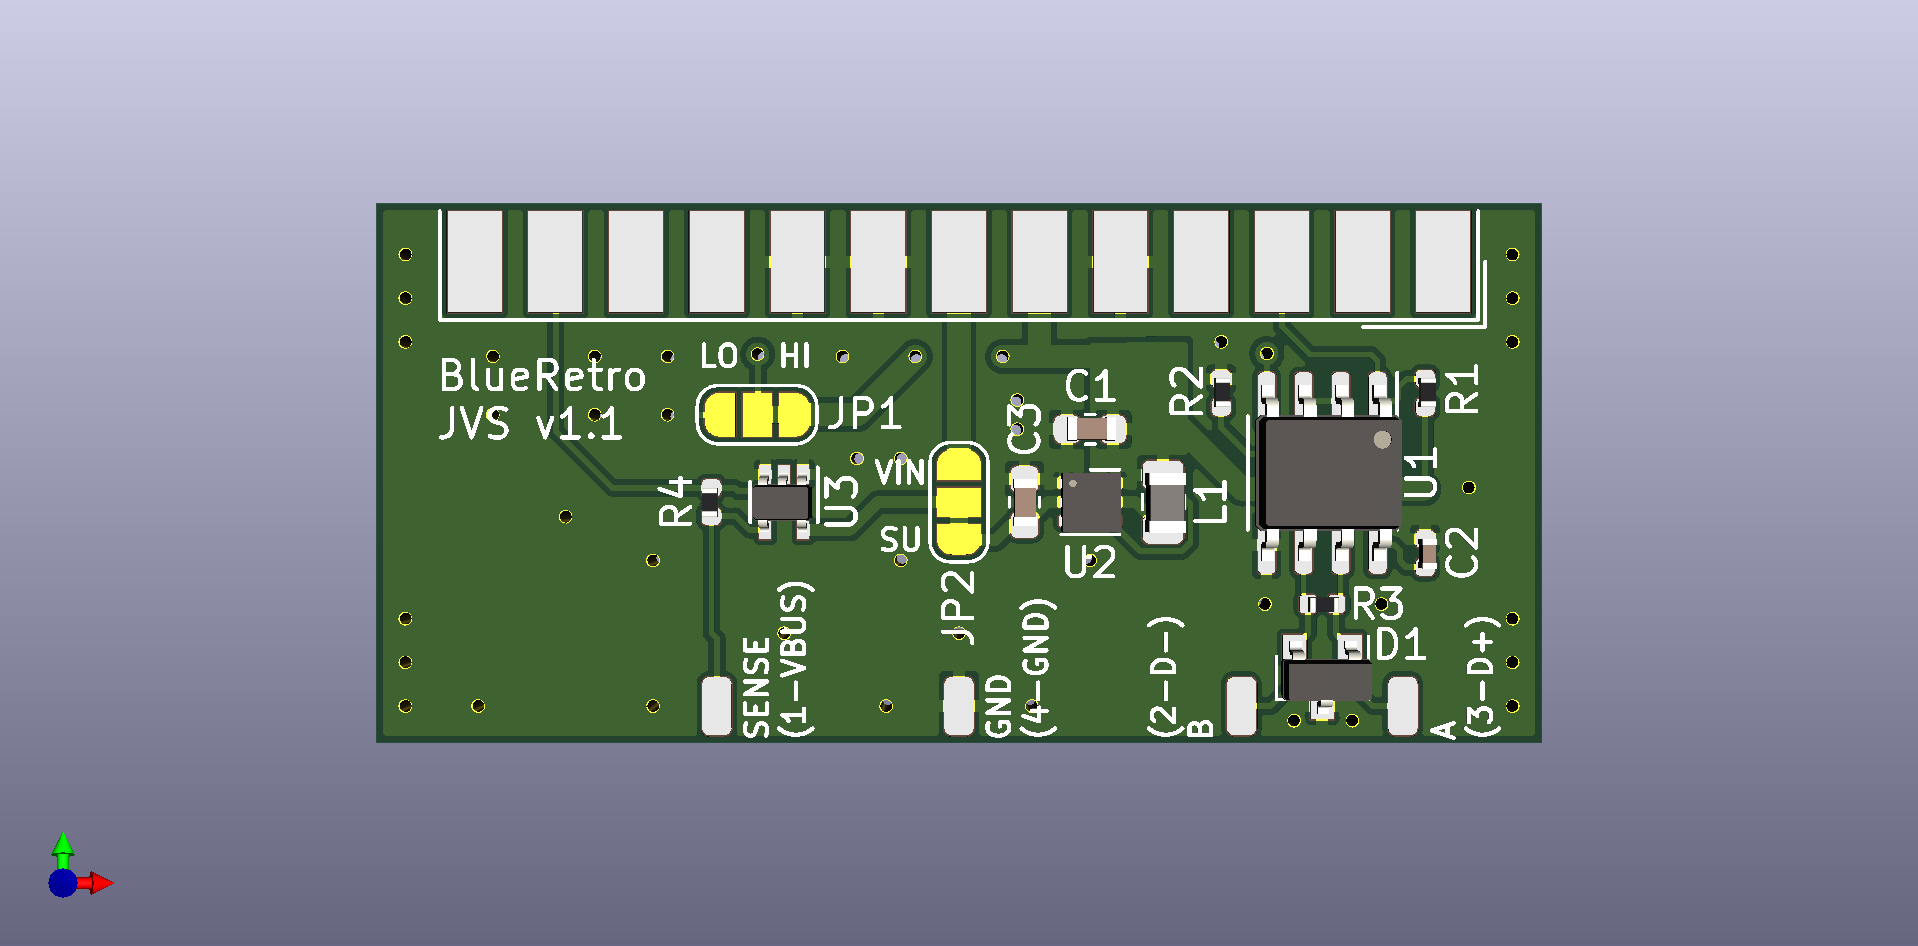 LO HI
BlueRetro
JVS v1.1
JP1
C1
R2
R1
C3
VIN
R4
U3
SU
L1
U1
U2
C2
JP2
R3
D1
SENSE
(1-VBUS)
GND
(4-GND)
(2-D-)
B
A
(3-D+)